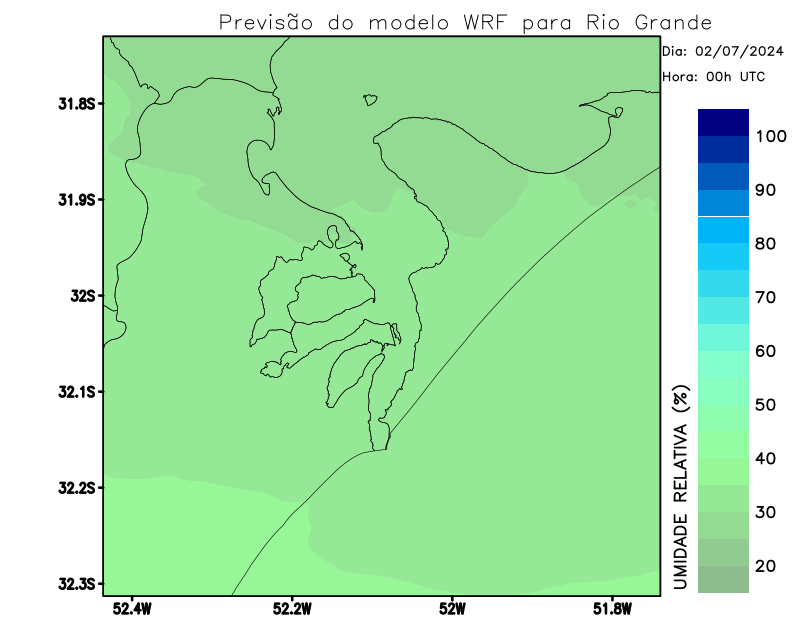 Previsão do modelo WRF para Rio Grande
Dia: 02/07/2024
Hora: 00h UTC
31.8S
31.9S
32S
32.1S
32.2S
32.3S
52.4W
52.2W
52W
51.8W
UMIDADE RELATIVA (%)
100
90
80
70
60
50
40
30
20